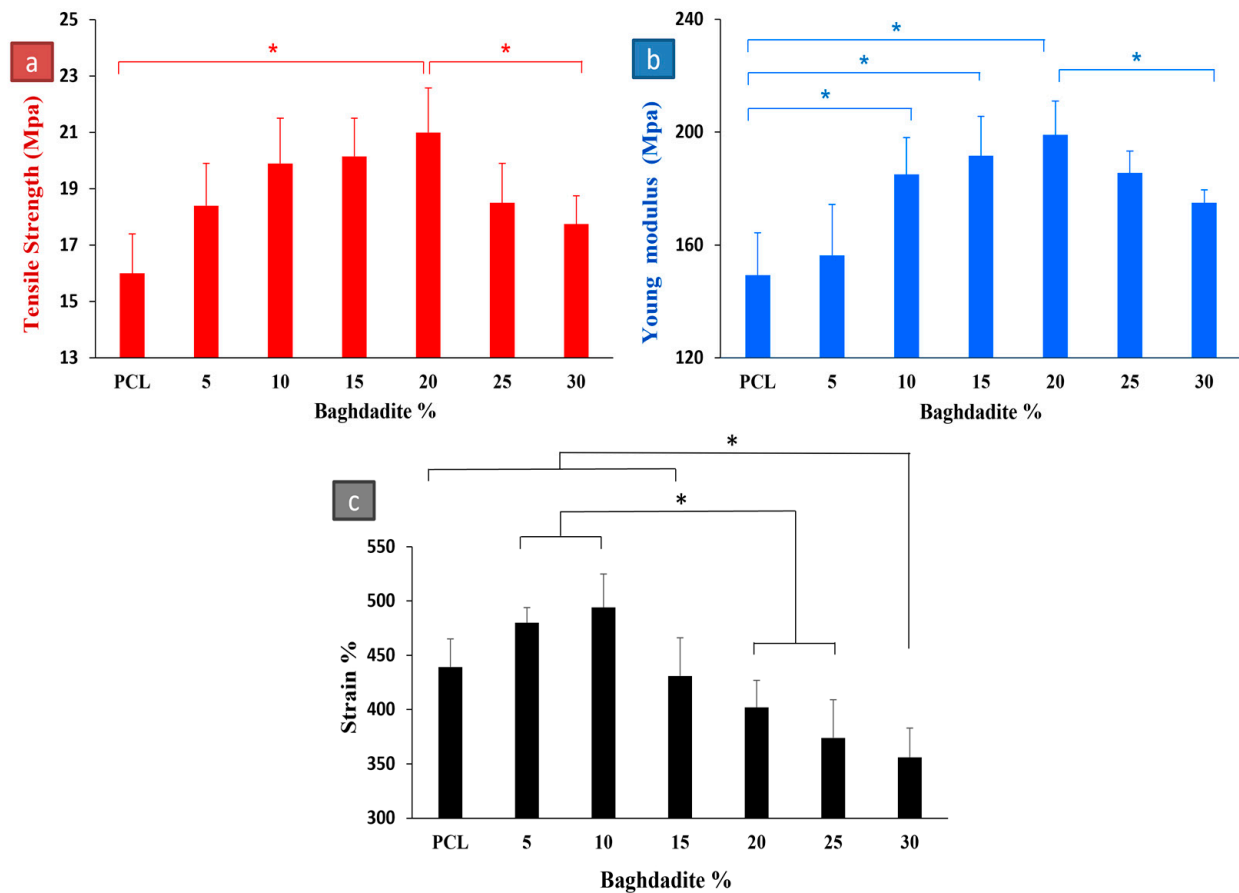 a
Tensile Strength (Mpa)
25
23
21
19
17
15
13
*
*
PCL 5 10 15 20 25 30
Baghdadite %
b
Young modulus (Mpa)
240
200
160
120
*
*
*
*
PCL 5 10 15 20 25 30
Baghdadite %
c
Strain %
*
*
550
500
450
400
350
300
PCL 5 10 15 20 25 30
Baghdadite %